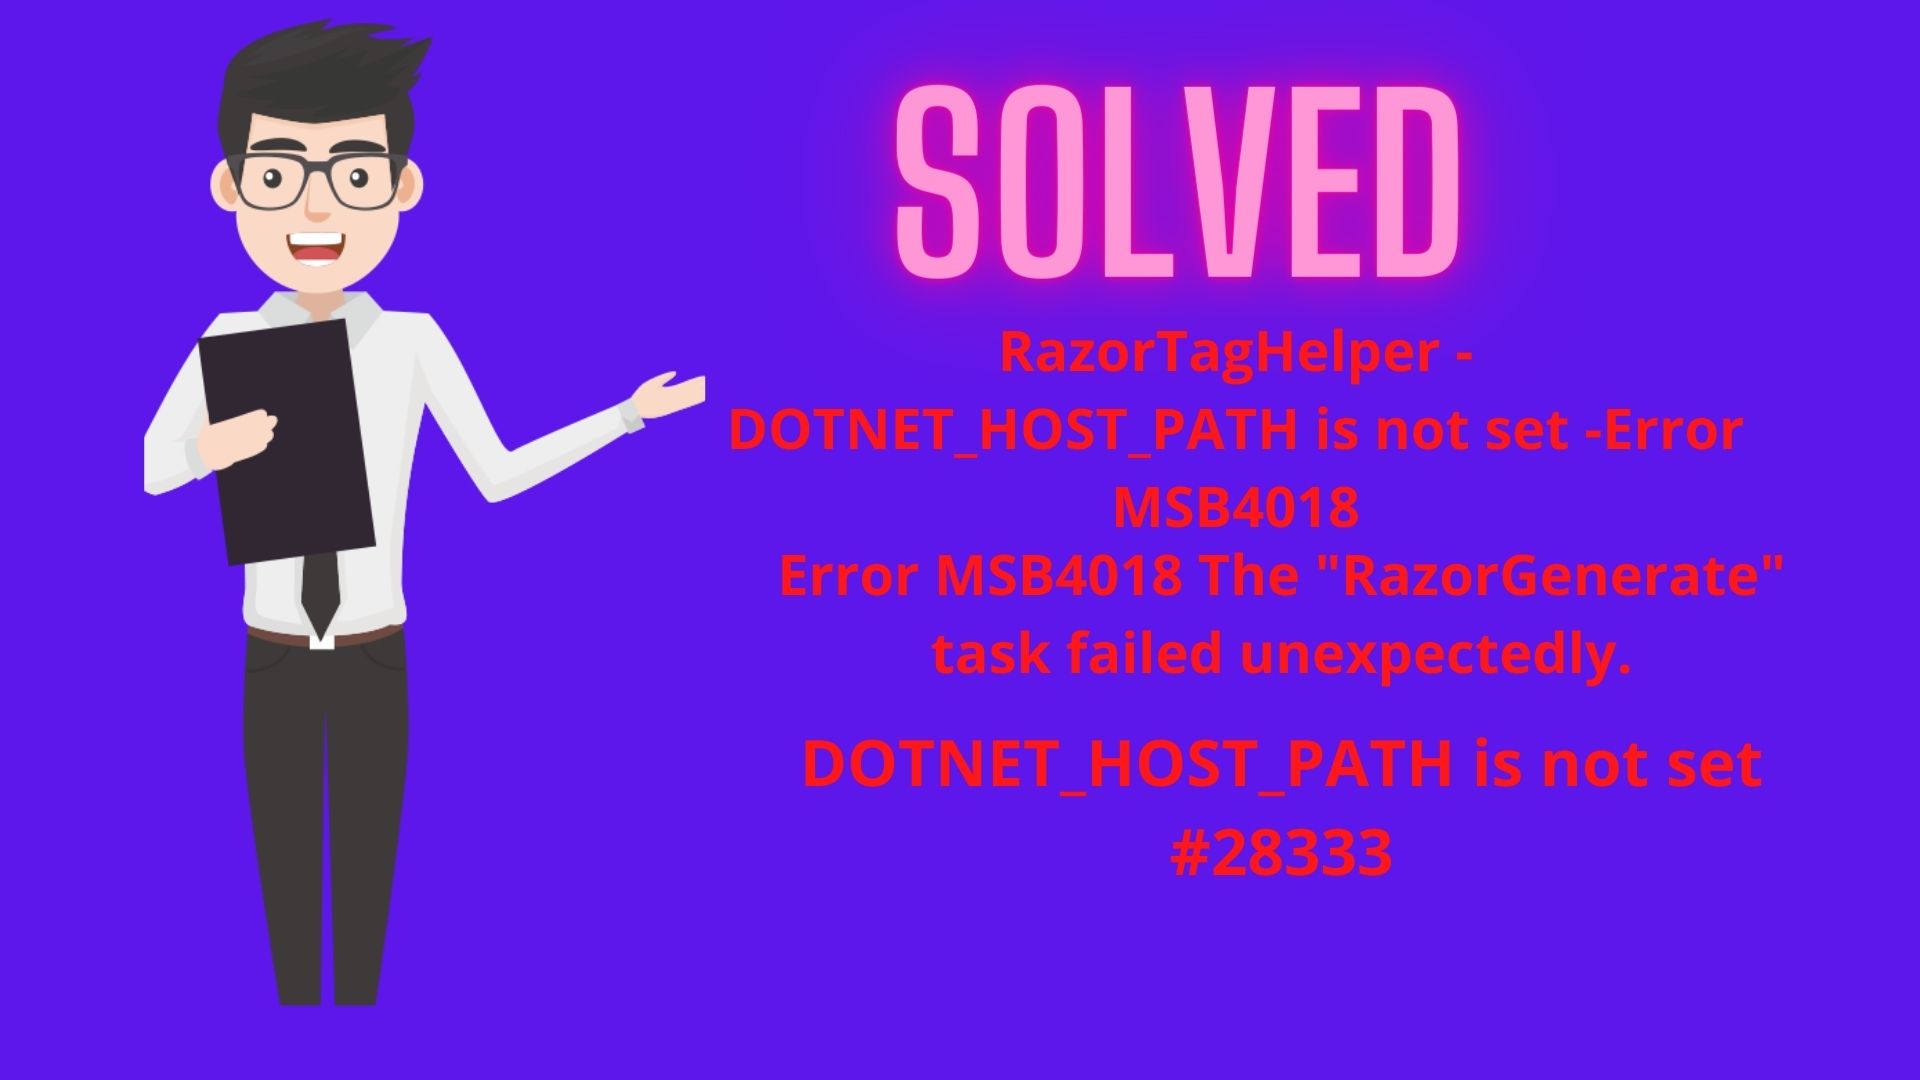 SOLVED
RazorTagHelper -
DOTNET_HOST_PATH is not set -Error
MSB4018
Error MSB4018 The "RazorGenerate"
task failed unexpectedly.
DOTNET_HOST_PATH is not set
#28333